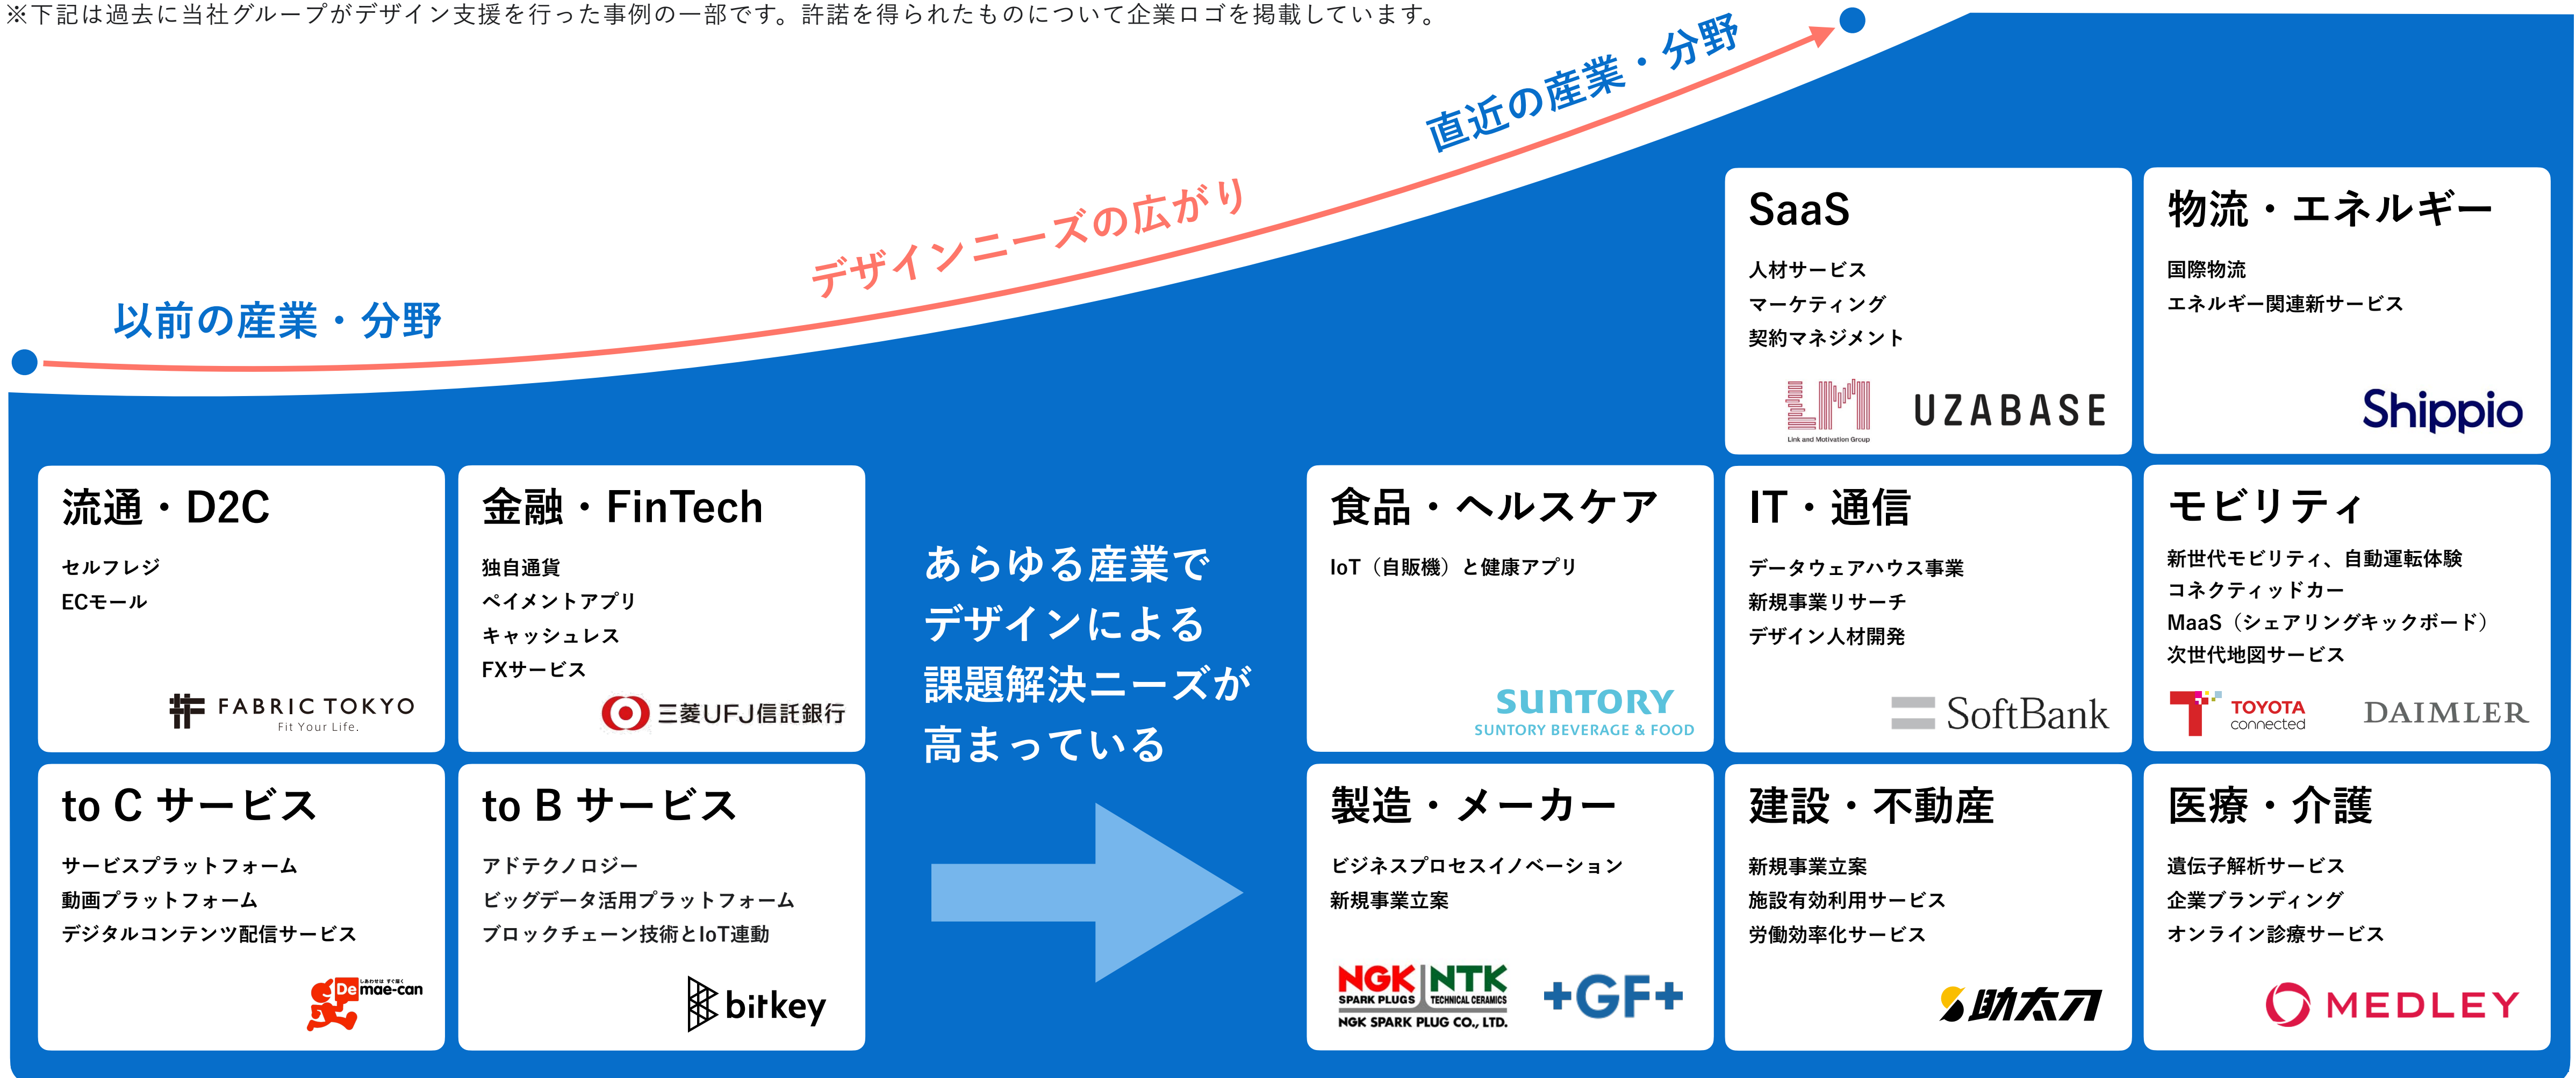 ※下記は過去に当社グループがデザイン支援を行った事例の一部です。許諾を得られたものについて企業ロゴを掲載しています。
以前の産業・分野
デザインニーズの広がり
直近の産業・分野
流通・D2C
セルフレジ
ECモール
FABRIC TOKYO
Fit Your Life.
金融・FinTech
独自通貨
ペイメントアプリ
キャッシュレス
FXサービス
三菱UFJ信託銀行
to C サービス
サービスプラットフォーム
動画プラットフォーム
デジタルコンテンツ配信サービス
しあわせは すぐ届く
De mae-can
to B サービス
アドテクノロジー
ビッグデータ活用プラットフォーム
ブロックチェーン技術とIoT連動
bitkey
あらゆる産業で
デザインによる
課題解決ニーズが
高まっている
SaaS
人材サービス
マーケティング
契約マネジメント
LM
Link and Motivation Group
UZABASE
物流・エネルギー
国際物流
エネルギー関連新サービス
Shippio
食品・ヘルスケア
IoT（自販機）と健康アプリ
SUNTORY
SUNTORY BEVERAGE & FOOD
IT・通信
データウェアハウス事業
新規事業リサーチ
デザイン人材開発
SoftBank
モビリティ
新世代モビリティ、自動運転体験
コネクティッドカー
MaaS（シェアリングキックボード）
次世代地図サービス
TOYOTA
connected
DAIMLER
製造・メーカー
ビジネスプロセスイノベーション
新規事業立案
NGK NTK
SPARK PLUGS TECHNICAL CERAMICS
NGK SPARK PLUG CO., LTD.
+GF+
建設・不動産
新規事業立案
施設有効利用サービス
労働効率化サービス
助太刀
医療・介護
遺伝子解析サービス
企業ブランディング
オンライン診療サービス
MEDLEY